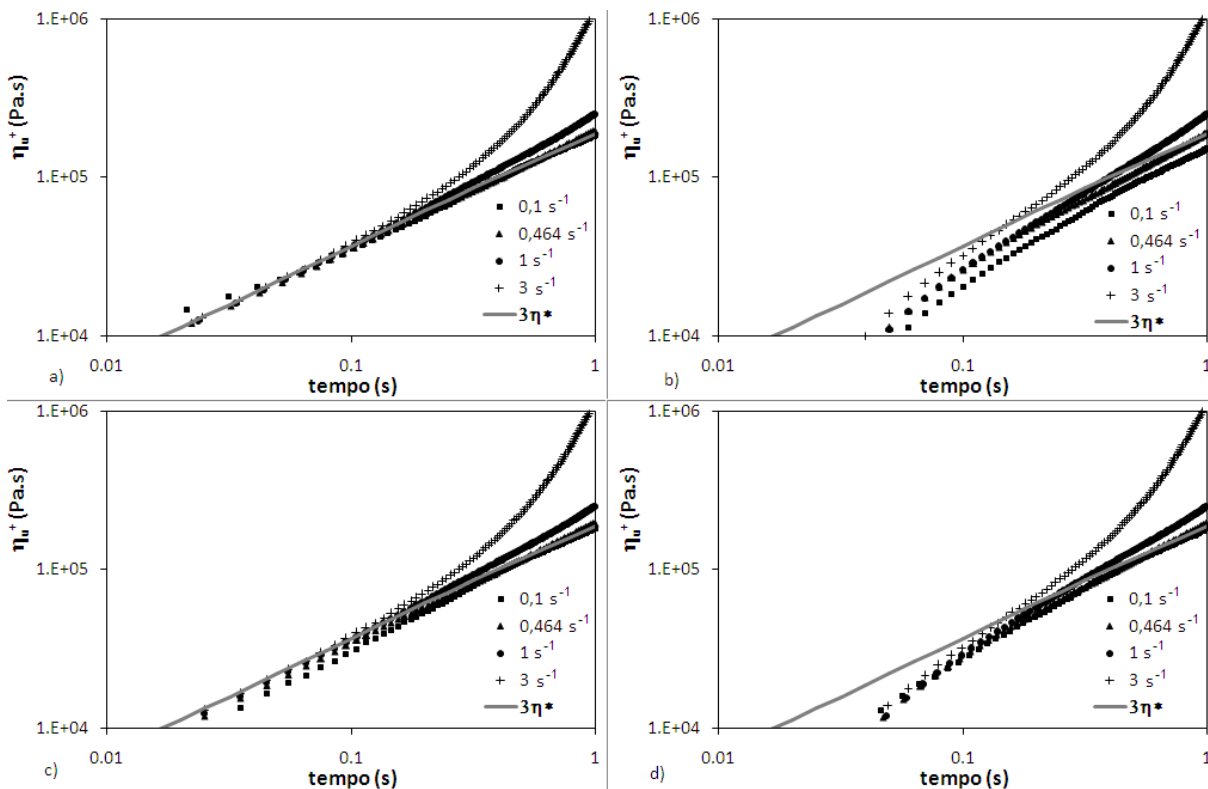 1.E+06
1.E+05
1.E+04
ηu+ (Pa.s)
0,1 s-1
0,464 s-1
1 s-1
3 s-1
3η*
0.01
0.1
1
tempo (s)
a)
1.E+06
1.E+05
1.E+04
ηu+ (Pa.s)
0,1 s-1
0,464 s-1
1 s-1
3 s-1
3η*
0.01
0.1
1
tempo (s)
b)
1.E+06
1.E+05
1.E+04
ηu+ (Pa.s)
0,1 s-1
0,464 s-1
1 s-1
3 s-1
3η*
0.01
0.1
1
tempo (s)
c)
1.E+06
1.E+05
1.E+04
ηu+ (Pa.s)
0,1 s-1
0,464 s-1
1 s-1
3 s-1
3η*
0.01
0.1
1
tempo (s)
d)